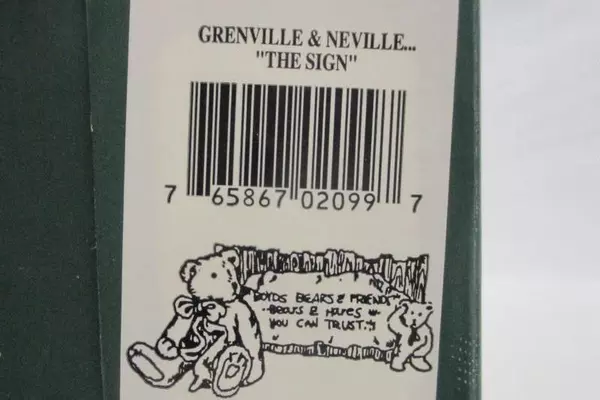 GRENVILLE & NEVILLE...
"THE SIGN"
7 65867 02099 7
BOYDS BEARS & FRIENDS
BEARS & HARES
YOU CAN TRUST